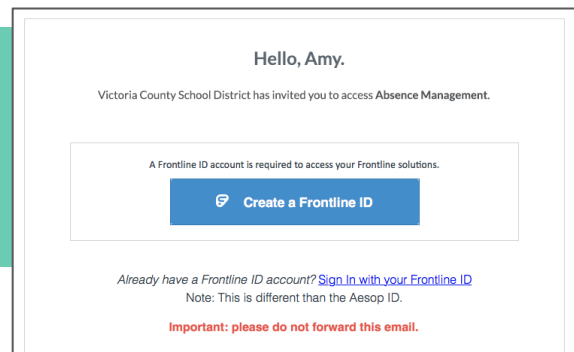 Hello, Amy.
Victoria County School District has invited you to access Absence Management.
A Frontline ID account is required to access your Frontline solutions.
Create a Frontline ID
Already have a Frontline ID account? Sign In with your Frontline ID
Note: This is different than the Aesop ID.
Important: please do not forward this email.